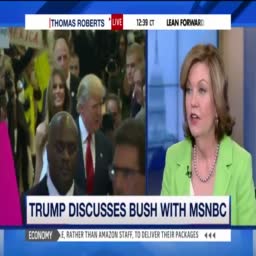 THOMAS ROBERTS
LIVE
12:39 CT
LEAN FORWARD
TRUMP DISCUSSES BUSH WITH MSNBC
ECONOMY
E, RATHER THAN AMAZON STAFF, TO DELIVER THEIR PACKAGES